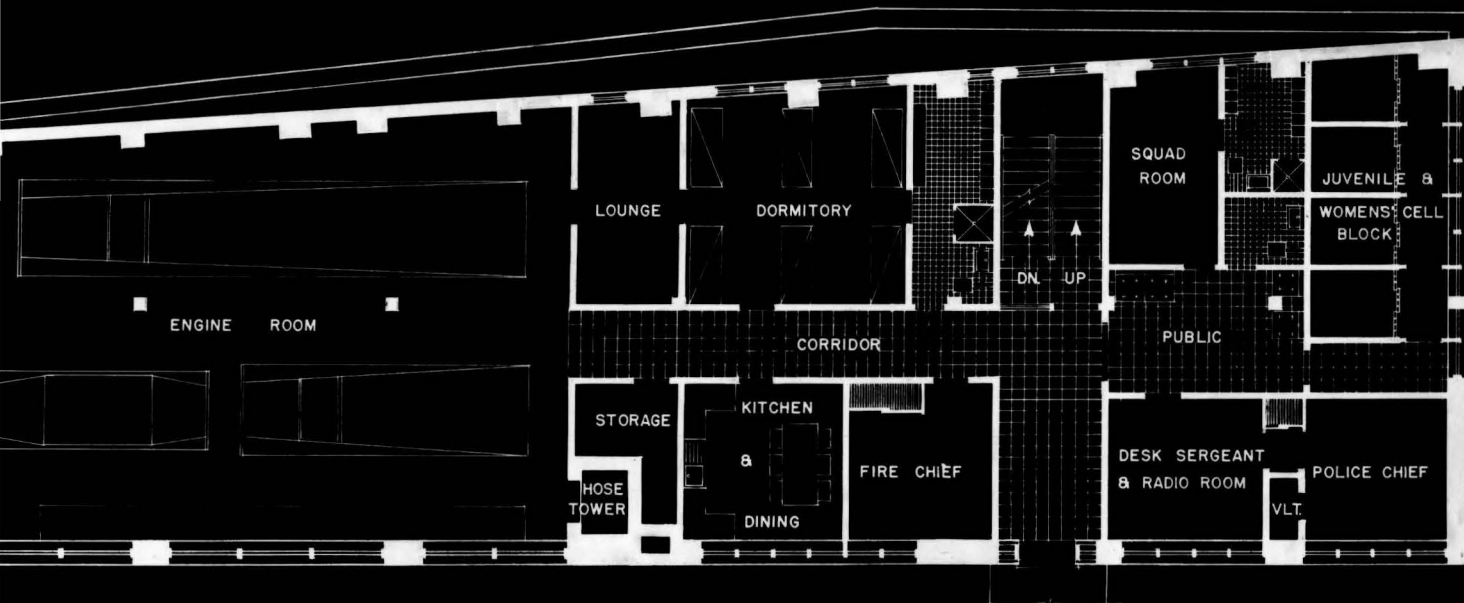 SQUAD
ROOM
JUVENILE &
WOMENS' CELL
BLOCK
LOUNGE
DORMITORY
DN.
UP
ENGINE ROOM
CORRIDOR
PUBLIC
STORAGE
KITCHEN
&
DINING
HOSE
TOWER
FIRE CHIEF
DESK SERGEANT
& RADIO ROOM
POLICE CHIEF
VLT.